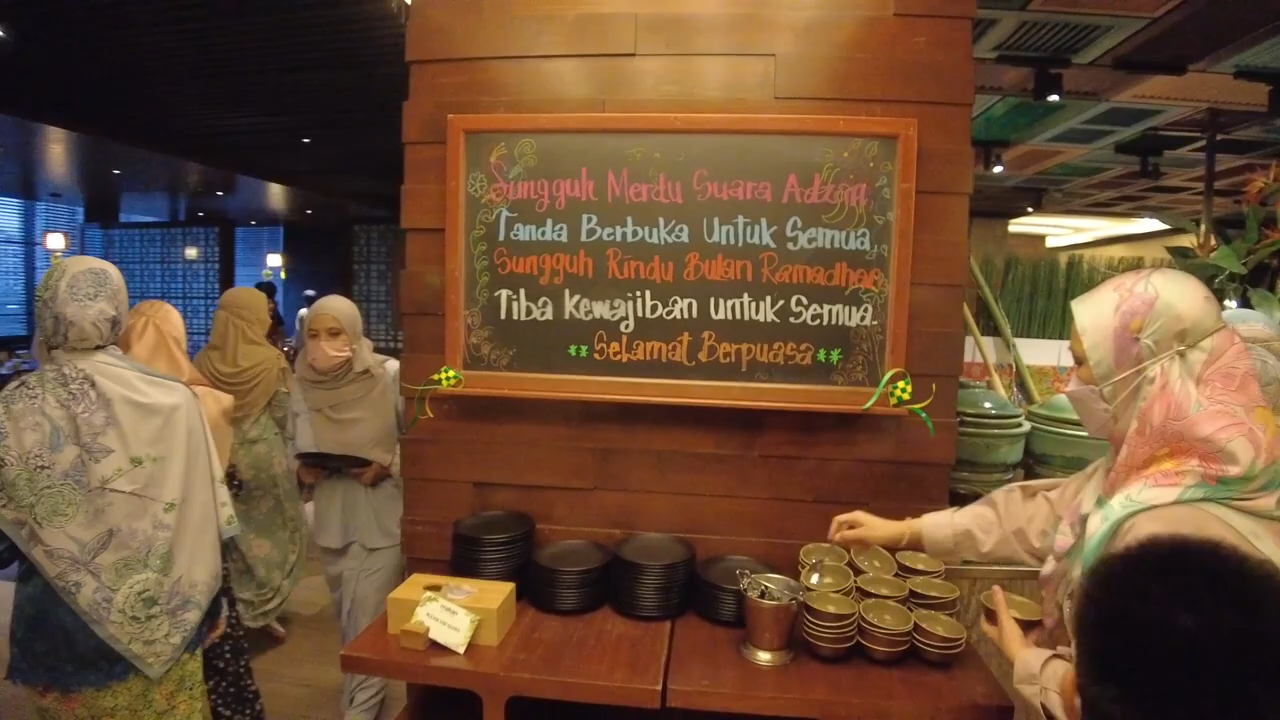 Sungguh Merdu Suara Adzan,
Tanda Berbuka Untuk Semua,
Sungguh Rindu Bulan Ramadhan
Tiba Kewajiban untuk Semua.
Selamat Berpuasa